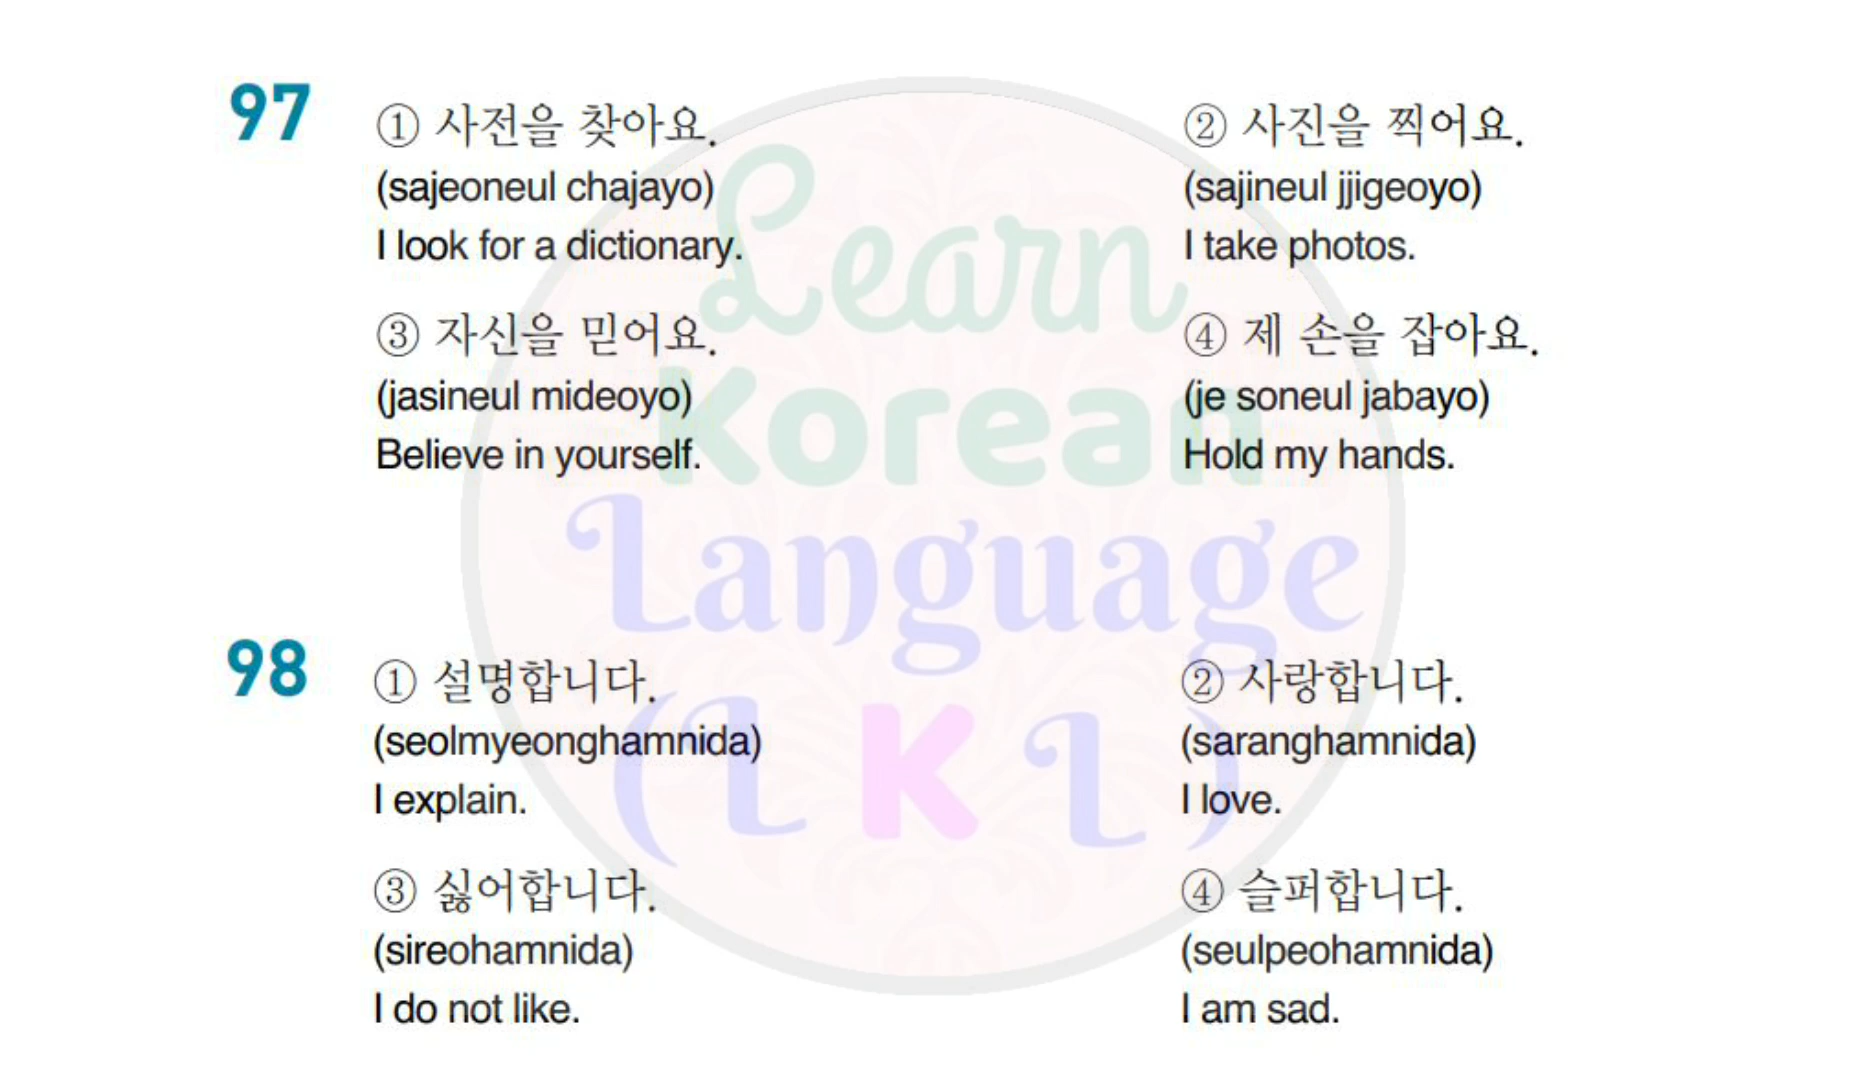 97
① 사전을 찾아요.
(sajeoneul chajayo)
I look for a dictionary.
② 사진을 찍어요.
(sajineul jjigeoyo)
I take photos.
③ 자신을 믿어요.
(jasineul mideoyo)
Believe in yourself.
④ 제 손을 잡아요.
(je soneul jabayo)
Hold my hands.
98
① 설명합니다.
(seolmyeonghamnida)
I explain.
② 사랑합니다.
(saranghamnida)
I love.
③ 싫어합니다.
(sireohamnida)
I do not like.
④ 슬퍼합니다.
(seulpeohamnida)
I am sad.
Learn
Korean
Language
(L K L)